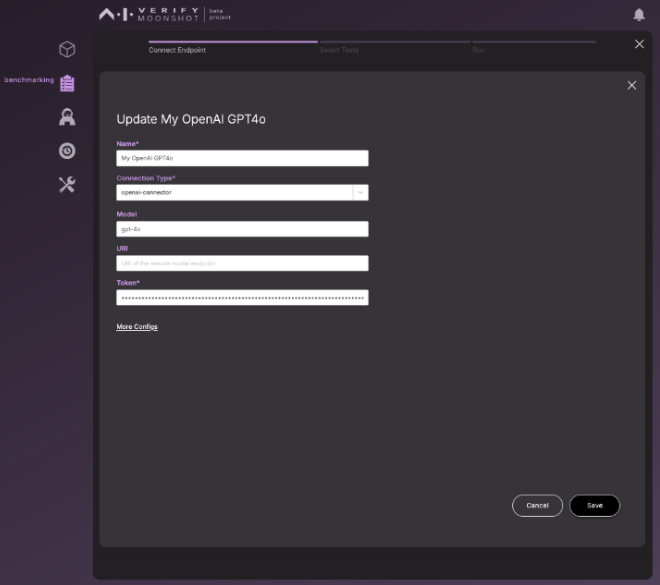 VERIFY
MOONSHOT
beta
project
Connect Endpoint
Select Tests
Run
benchmarking
Update My OpenAI GPT4o
Name*
My OpenAI GPT4o
Connection Type*
openai-connector
Model
gpt-4o
URI
URI of the remote model endpoint
Token*
More Configs
Cancel
Save